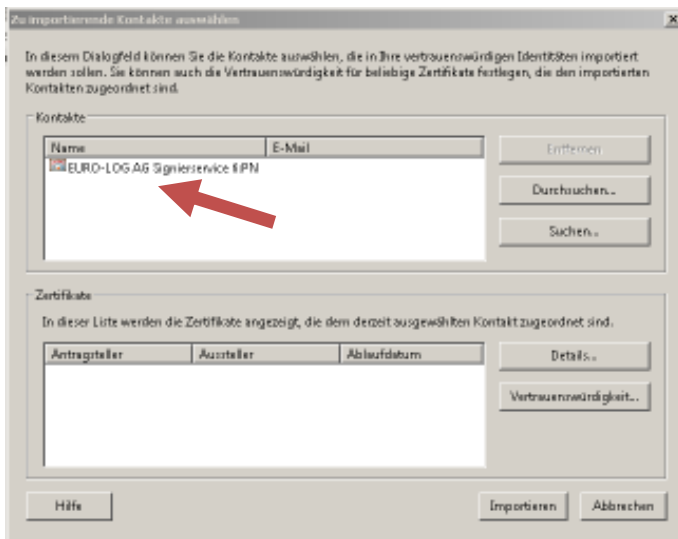 Zu importierende Kontakte auswählen
In diesem Dialogfeld können Sie die Kontakte auswählen, die in Ihre vertrauenswürdigen Identitäten importiert
werden sollen. Sie können auch die Vertrauenswürdigkeit für beliebige Zertifikate festlegen, die den importierten
Kontakten zugeordnet sind.
Kontakte
Name E-Mail
EURO-LOG AG Signierservice :PN
Entfernen
Durchsuchen...
Suchen...
Zertifikate
In dieser Liste werden die Zertifikate angezeigt, die dem derzeit ausgewählten Kontakt zugeordnet sind.
Antragsteller Aussteller Ablaufdatum
Details...
Vertrauenswürdigkeit...
Hilfe Importieren Abbrechen